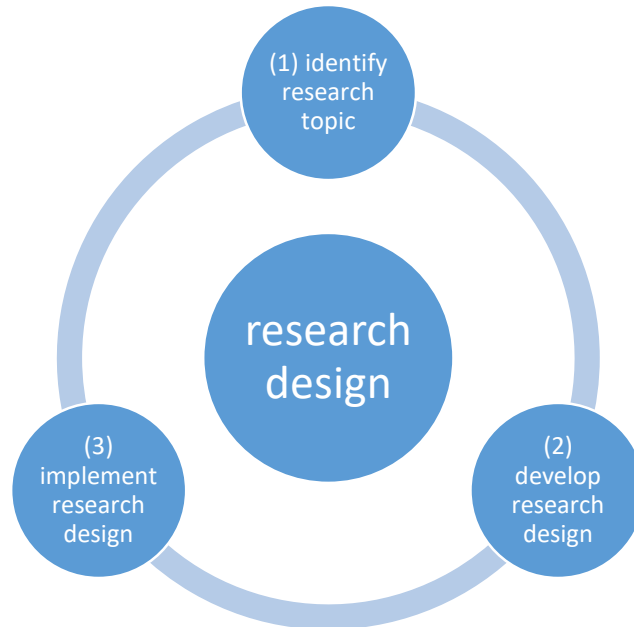 (1) identify
research
topic
research
design
(2)
develop
research
design
(3)
implement
research
design